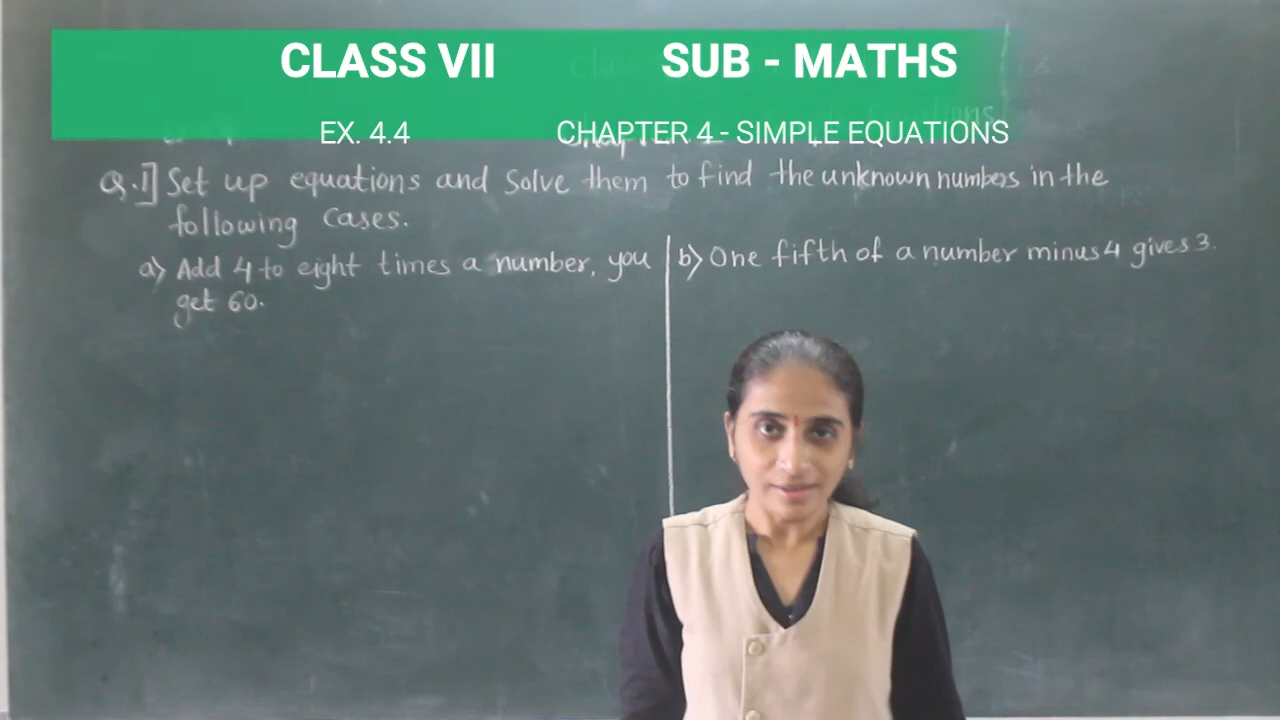 CLASS VII SUB - MATHS
EX. 4.4 CHAPTER 4 - SIMPLE EQUATIONS
Q.1] Set up equations and solve them to find the unknown numbers in the
following cases.
a) Add 4 to eight times a number, you
get 60.
b) One fifth of a number minus 4 gives 3.